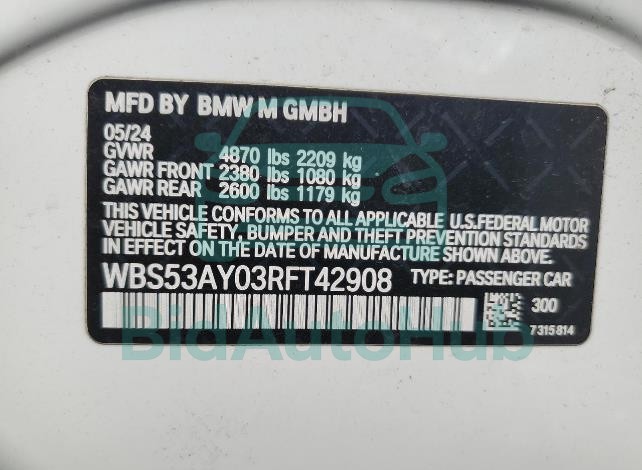 MFD BY BMW M GMBH
05/24
GVWR 4870 lbs 2209 kg
GAWR FRONT 2380 lbs 1080 kg
GAWR REAR 2600 lbs 1179 kg
THIS VEHICLE CONFORMS TO ALL APPLICABLE U.S.FEDERAL MOTOR
VEHICLE SAFETY, BUMPER AND THEFT PREVENTION STANDARDS
IN EFFECT ON THE DATE OF MANUFACTURE SHOWN ABOVE.
WBS53AY03RFT42908 TYPE: PASSENGER CAR
300
7315814
BidAutoHub